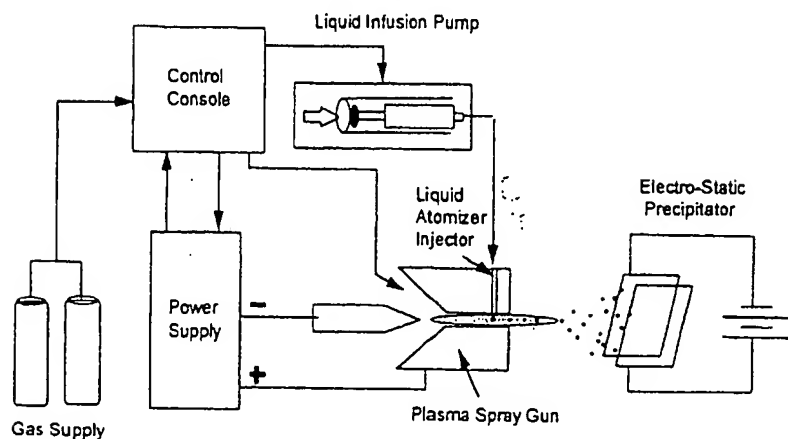 Liquid Infusion Pump
Control
Console
Liquid
Atomizer
Injector
Electro-Static
Precipitator
Power
Supply
−
+
Plasma Spray Gun
Gas Supply